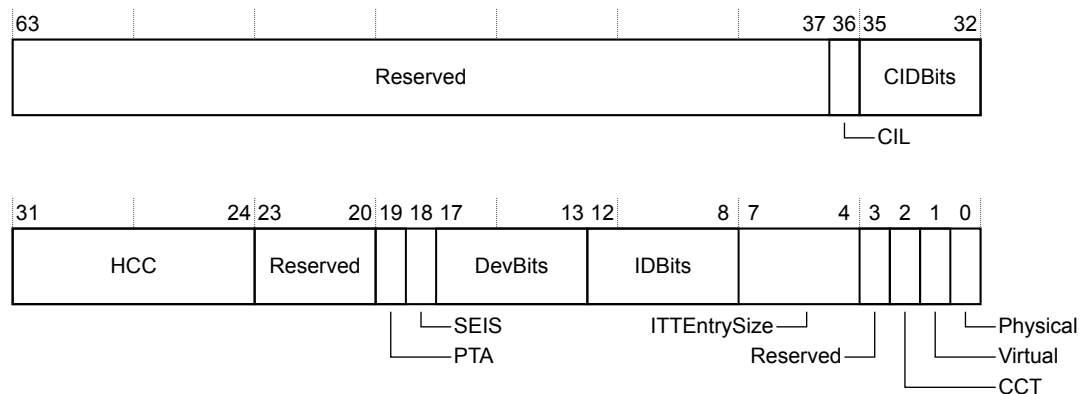 63 37 36 35 32
Reserved CIDBits
CIL
31 24 23 20 19 18 17 13 12 8 7 4 3 2 1 0
HCC Reserved DevBits IDBits
SEIS ITTEntrySize Physical
PTA Reserved Virtual
CCT